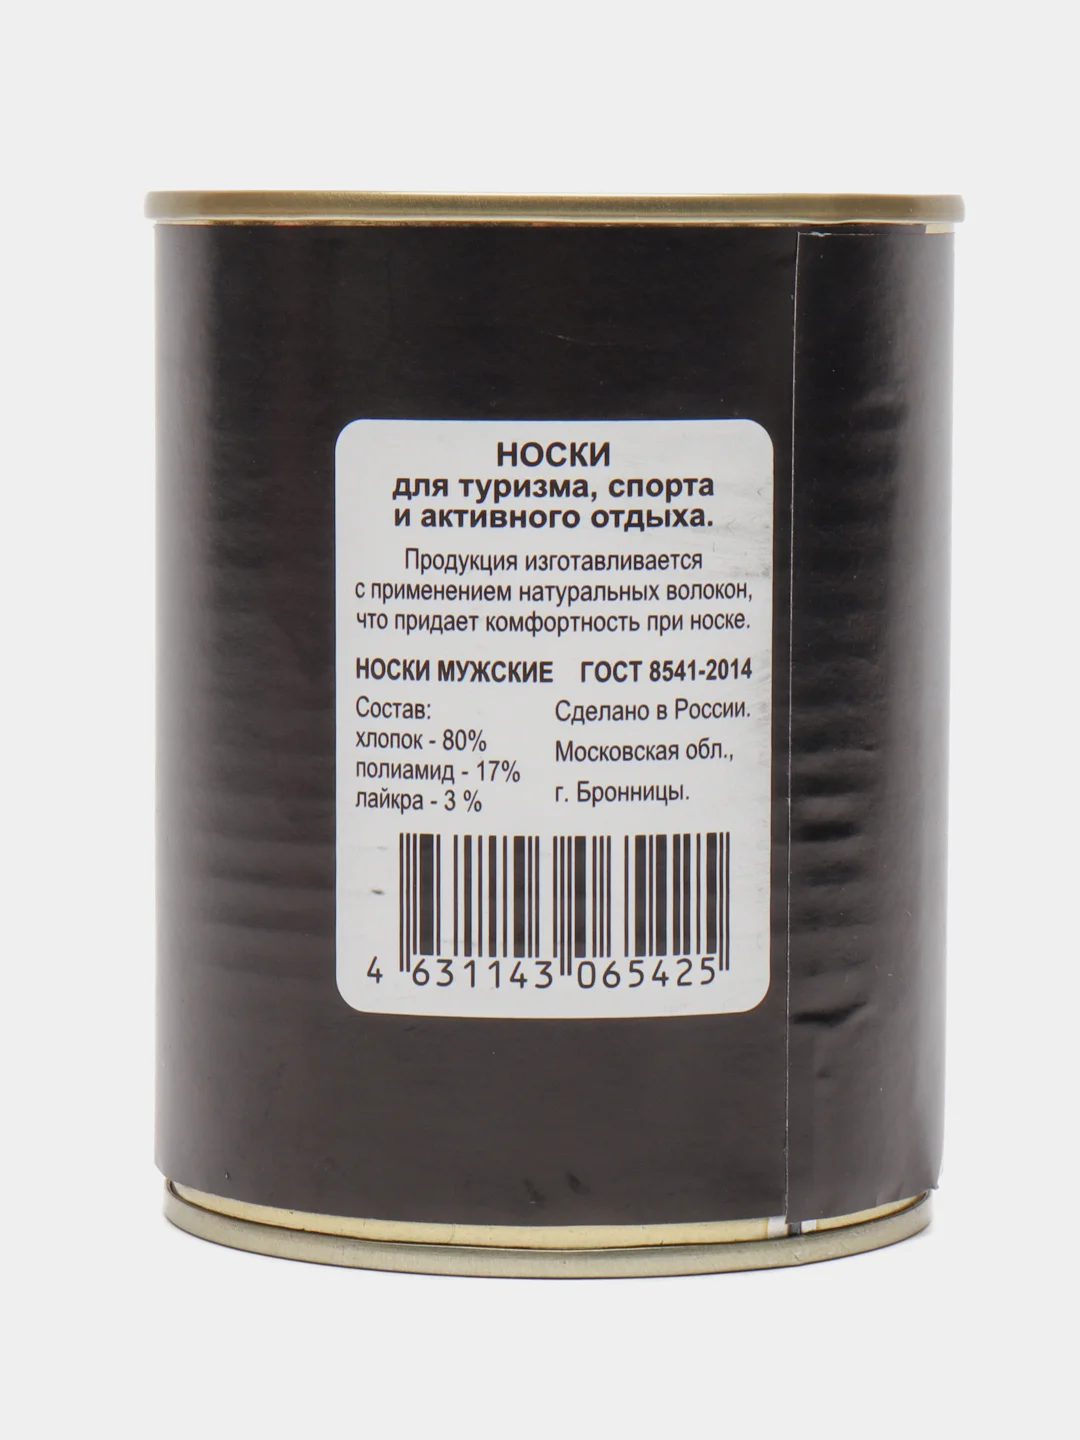 НОСКИ
для туризма, спорта
и активного отдыха.
Продукция изготавливается
с применением натуральных волокон,
что придает комфортность при носке.
НОСКИ МУЖСКИЕ ГОСТ 8541-2014
Состав:
хлопок - 80%
полиамид - 17%
лайкра - 3 %
Сделано в России.
Московская обл.,
г. Бронницы.
4 631143 065425